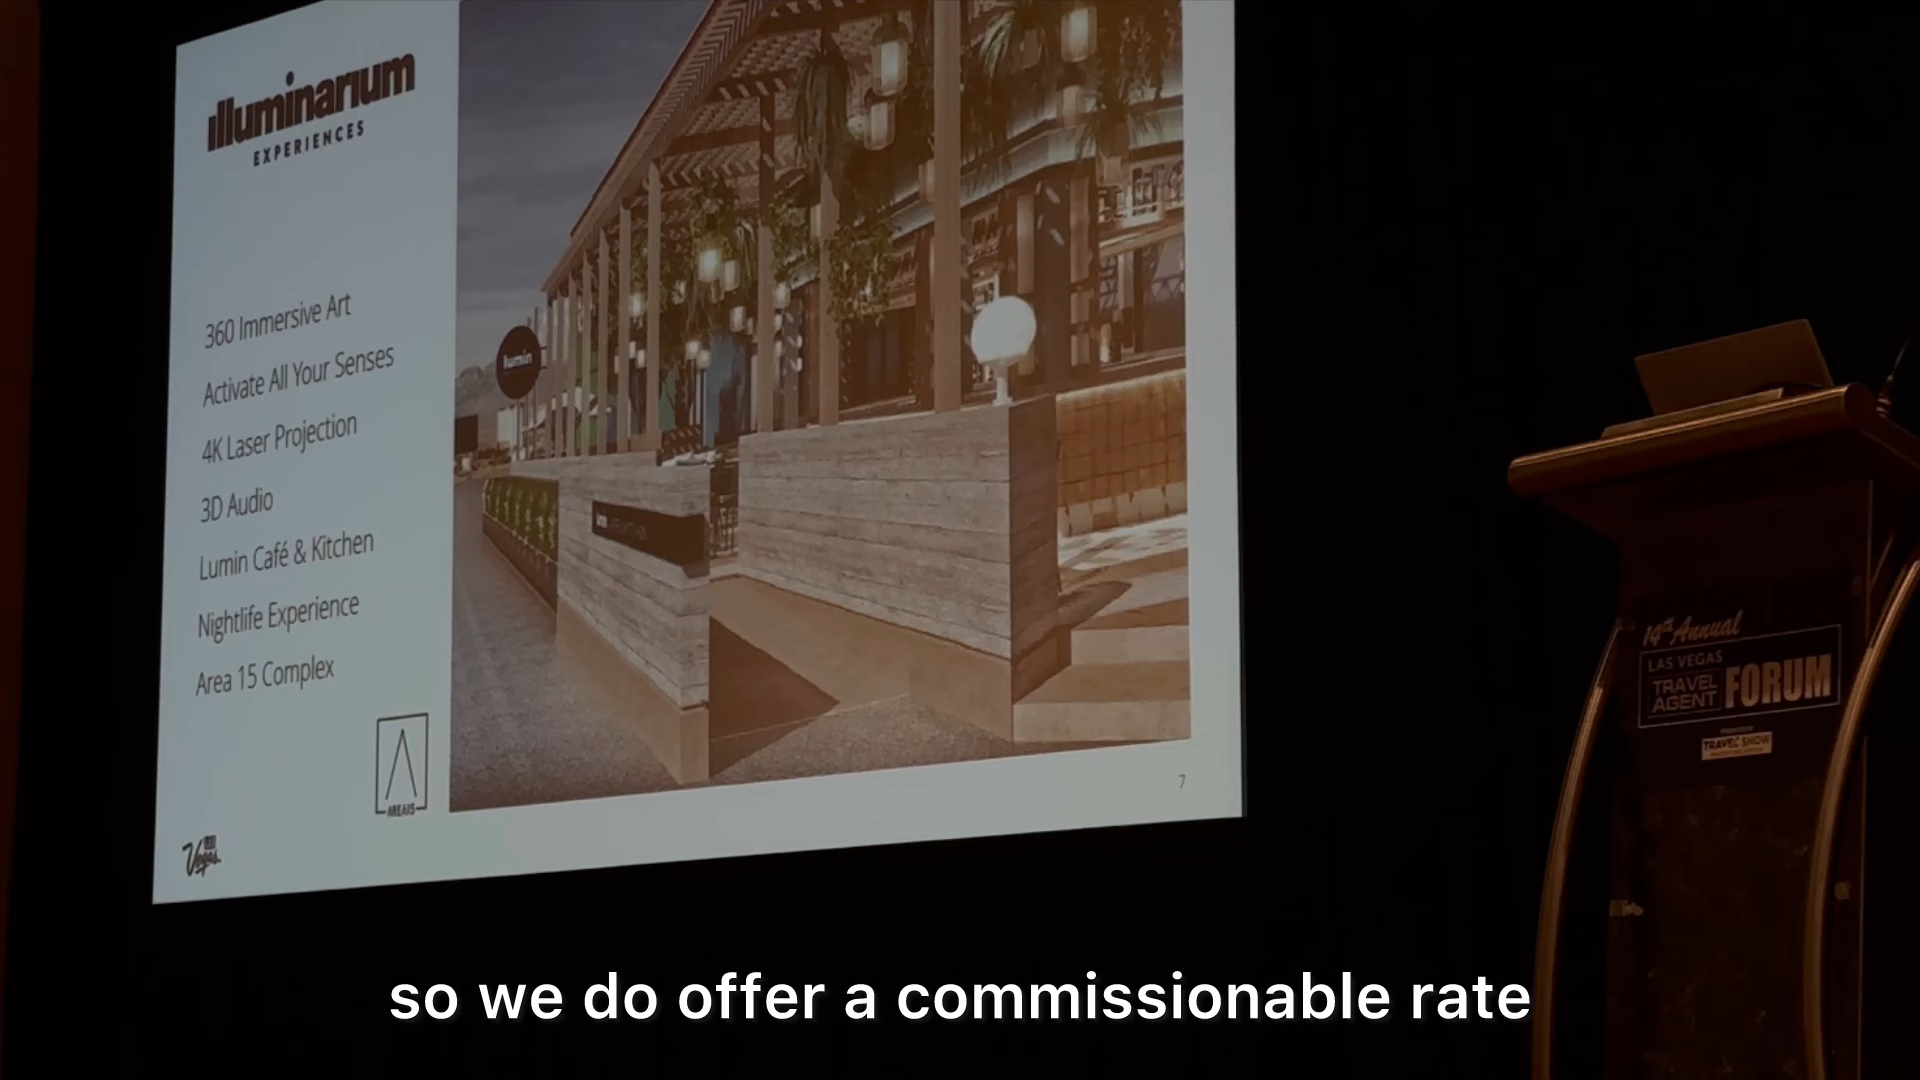 illuminarium
EXPERIENCES
360 Immersive Art
Activate All Your Senses
4K Laser Projection
3D Audio
Lumin Café & Kitchen
Nightlife Experience
Area 15 Complex
AREA15
Vegas
lumin
7
14th Annual
LAS VEGAS
TRAVEL
AGENT
FORUM
TRAVEL SHOW
so we do offer a commissionable rate